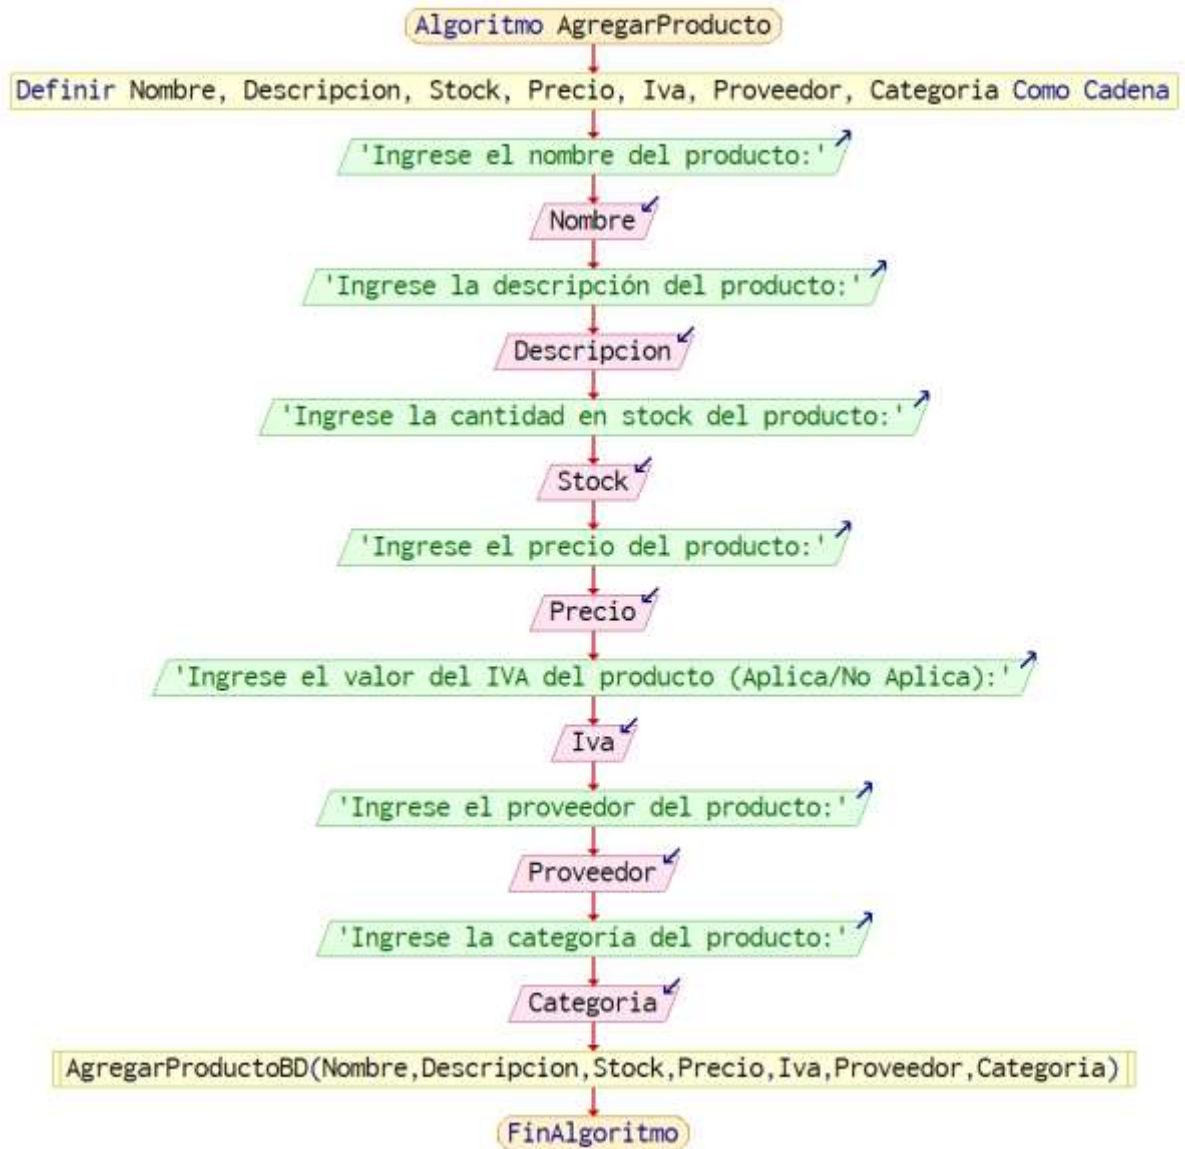 Algoritmo AgregarProducto
Definir Nombre, Descripcion, Stock, Precio, Iva, Proveedor, Categoria Como Cadena
'Ingrese el nombre del producto:'
Nombre
'Ingrese la descripción del producto:'
Descripcion
'Ingrese la cantidad en stock del producto:'
Stock
'Ingrese el precio del producto:'
Precio
'Ingrese el valor del IVA del producto (Aplica/No Aplica):'
Iva
'Ingrese el proveedor del producto:'
Proveedor
'Ingrese la categoría del producto:'
Categoria
AgregarProductoBD(Nombre,Descripcion,Stock,Precio,Iva,Proveedor,Categoria)
FinAlgoritmo